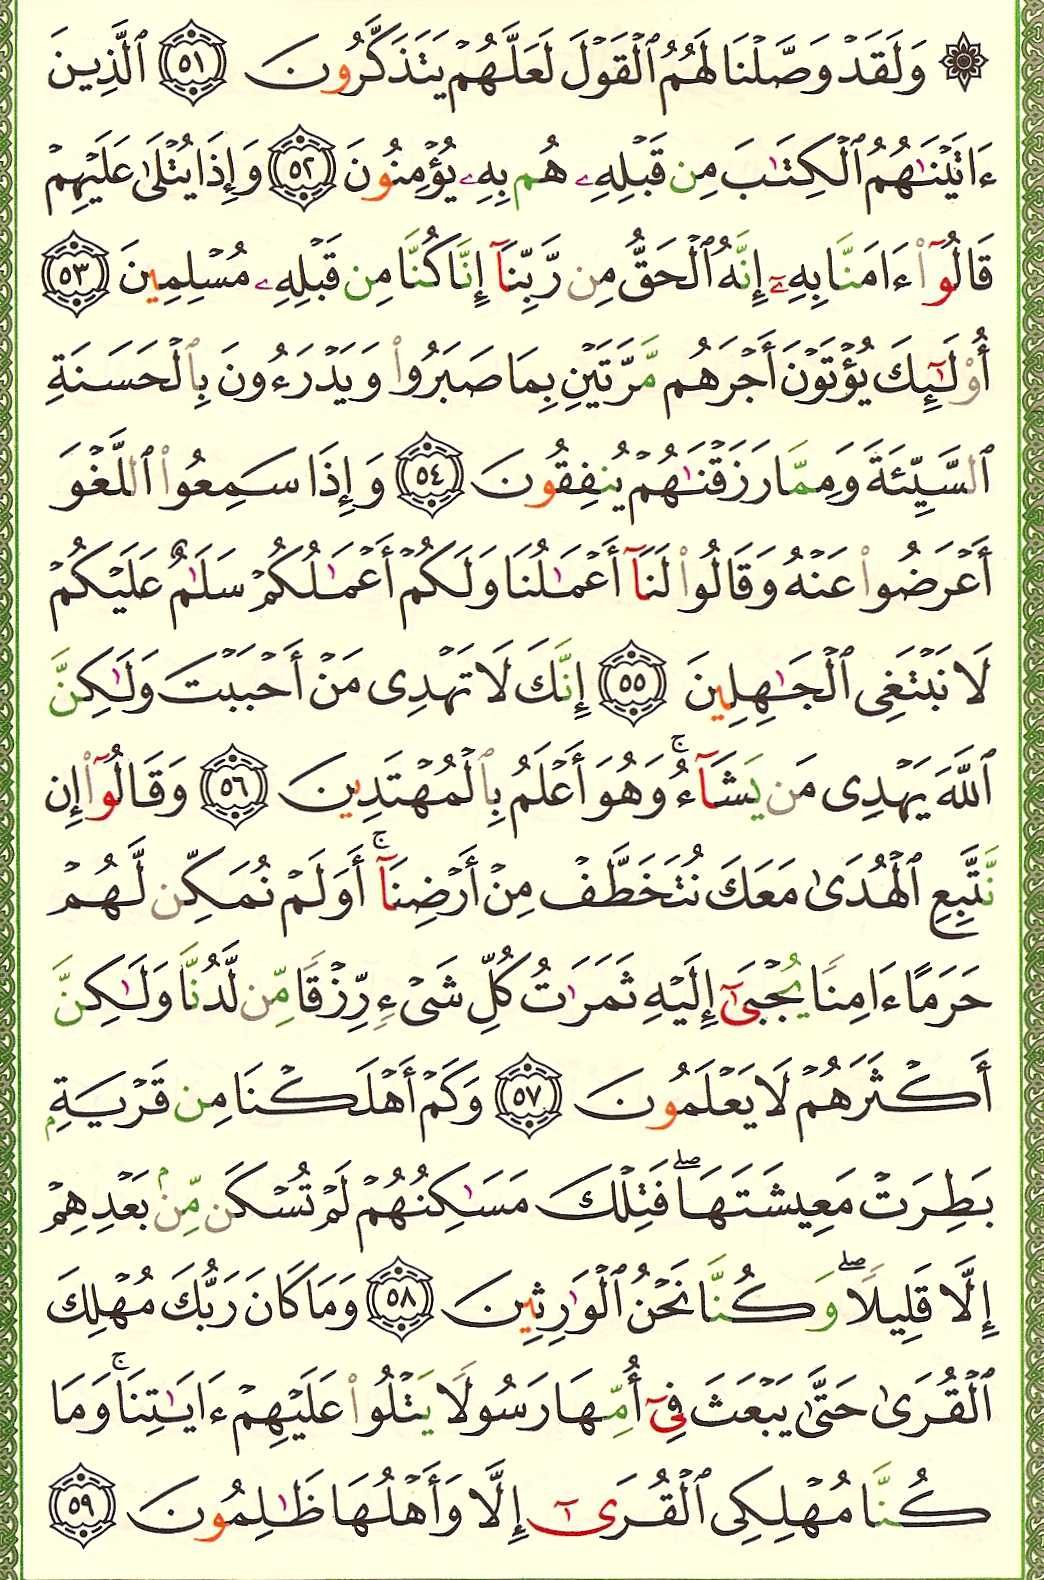 ۞ وَلَقَدْ وَصَّلْنَا لَهُمُ ٱلْقَوْلَ لَعَلَّهُمْ يَتَذَكَّرُونَ ٥١ ٱلَّذِينَ
ءَاتَيْنَـٰهُمُ ٱلْكِتَـٰبَ مِن قَبْلِهِۦ هُم بِهِۦ يُؤْمِنُونَ ٥٢ وَإِذَا يُتْلَىٰ عَلَيْهِمْ
قَالُوٓا۟ ءَامَنَّا بِهِۦٓ إِنَّهُ ٱلْحَقُّ مِن رَّبِّنَآ إِنَّا كُنَّا مِن قَبْلِهِۦ مُسْلِمِينَ ٥٣
أُو۟لَـٰٓئِكَ يُؤْتَوْنَ أَجْرَهُم مَّرَّتَيْنِ بِمَا صَبَرُوا۟ وَيَدْرَءُونَ بِٱلْحَسَنَةِ
ٱلسَّيِّئَةَ وَمِمَّا رَزَقْنَـٰهُمْ يُنفِقُونَ ٥٤ وَإِذَا سَمِعُوا۟ ٱللَّغْوَ
أَعْرَضُوا۟ عَنْهُ وَقَالُوا۟ لَنَآ أَعْمَـٰلُنَا وَلَكُمْ أَعْمَـٰلُكُمْ سَلَـٰمٌ عَلَيْكُمْ
لَا نَبْتَغِى ٱلْجَـٰهِلِينَ ٥٥ إِنَّكَ لَا تَهْدِى مَنْ أَحْبَبْتَ وَلَـٰكِنَّ
ٱللَّهَ يَهْدِى مَن يَشَآءُ ۚ وَهُوَ أَعْلَمُ بِٱلْمُهْتَدِينَ ٥٦ وَقَالُوٓا۟ إِن
نَّتَّبِعِ ٱلْهُدَىٰ مَعَكَ نُتَخَطَّفْ مِنْ أَرْضِنَآ ۚ أَوَلَمْ نُمَكِّن لَّهُمْ
حَرَمًا ءَامِنًا يُجْبَىٰٓ إِلَيْهِ ثَمَرَٰتُ كُلِّ شَىْءٍ رِّزْقًا مِّن لَّدُنَّا وَلَـٰكِنَّ
أَكْثَرَهُمْ لَا يَعْلَمُونَ ٥٧ وَكَمْ أَهْلَكْنَا مِن قَرْيَةٍۭ
بَطِرَتْ مَعِيشَتَهَا ۖ فَتِلْكَ مَسَـٰكِنُهُمْ لَمْ تُسْكَن مِّنۢ بَعْدِهِمْ
إِلَّا قَلِيلًا ۖ وَكُنَّا نَحْنُ ٱلْوَٰرِثِينَ ٥٨ وَمَا كَانَ رَبُّكَ مُهْلِكَ
ٱلْقُرَىٰ حَتَّىٰ يَبْعَثَ فِىٓ أُمِّهَا رَسُولًا يَتْلُوا۟ عَلَيْهِمْ ءَايَـٰتِنَا ۚ وَمَا
كُنَّا مُهْلِكِى ٱلْقُرَىٰٓ إِلَّا وَأَهْلُهَا ظَـٰلِمُونَ ٥٩